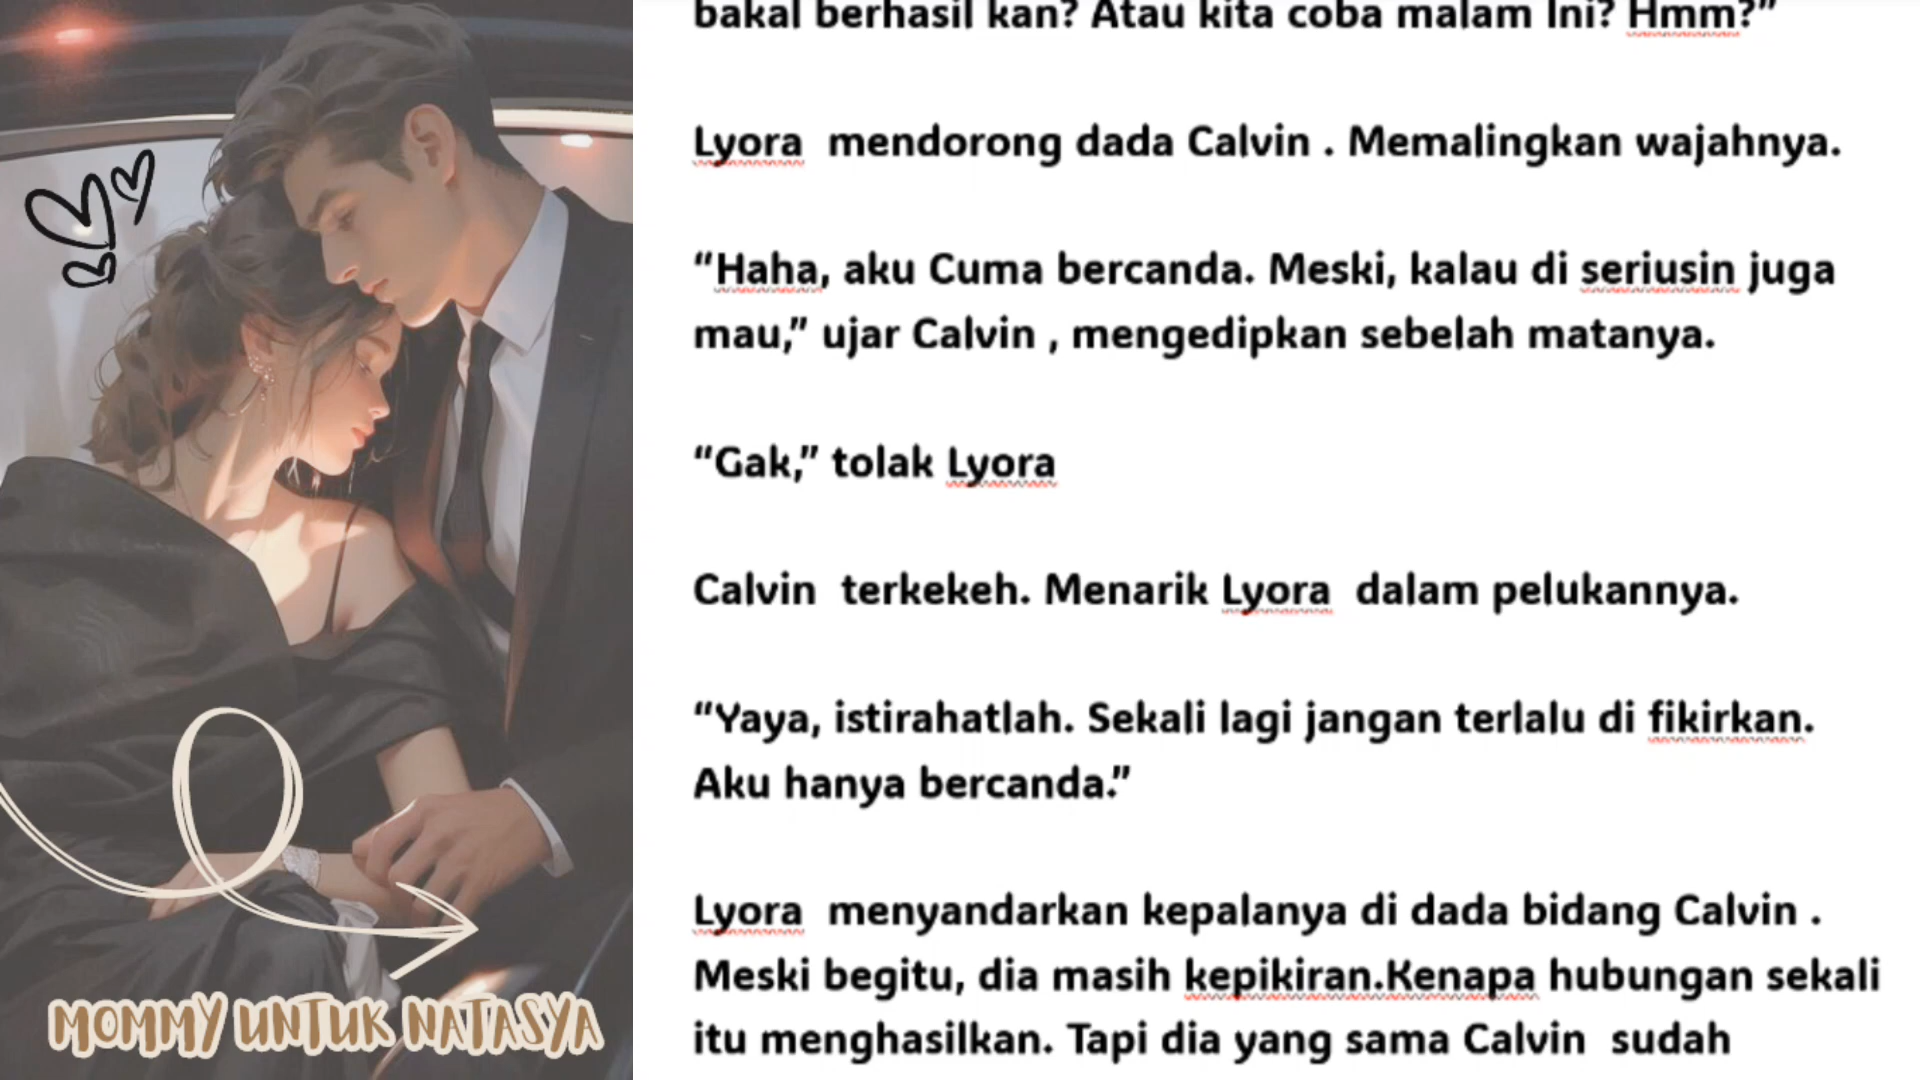 bakal berhasil kan? Atau kita coba malam Ini? Hmm?”
Lyora  mendorong dada Calvin . Memalingkan wajahnya.
“Haha, aku Cuma bercanda. Meski, kalau di seriusin juga
mau,” ujar Calvin , mengedipkan sebelah matanya.
“Gak,” tolak Lyora
Calvin  terkekeh. Menarik Lyora  dalam pelukannya.
“Yaya, istirahatlah. Sekali lagi jangan terlalu di fikirkan.
Aku hanya bercanda.”
Lyora  menyandarkan kepalanya di dada bidang Calvin .
Meski begitu, dia masih kepikiran.Kenapa hubungan sekali
itu menghasilkan. Tapi dia yang sama Calvin  sudah
MOMMY UNTUK NATASYA